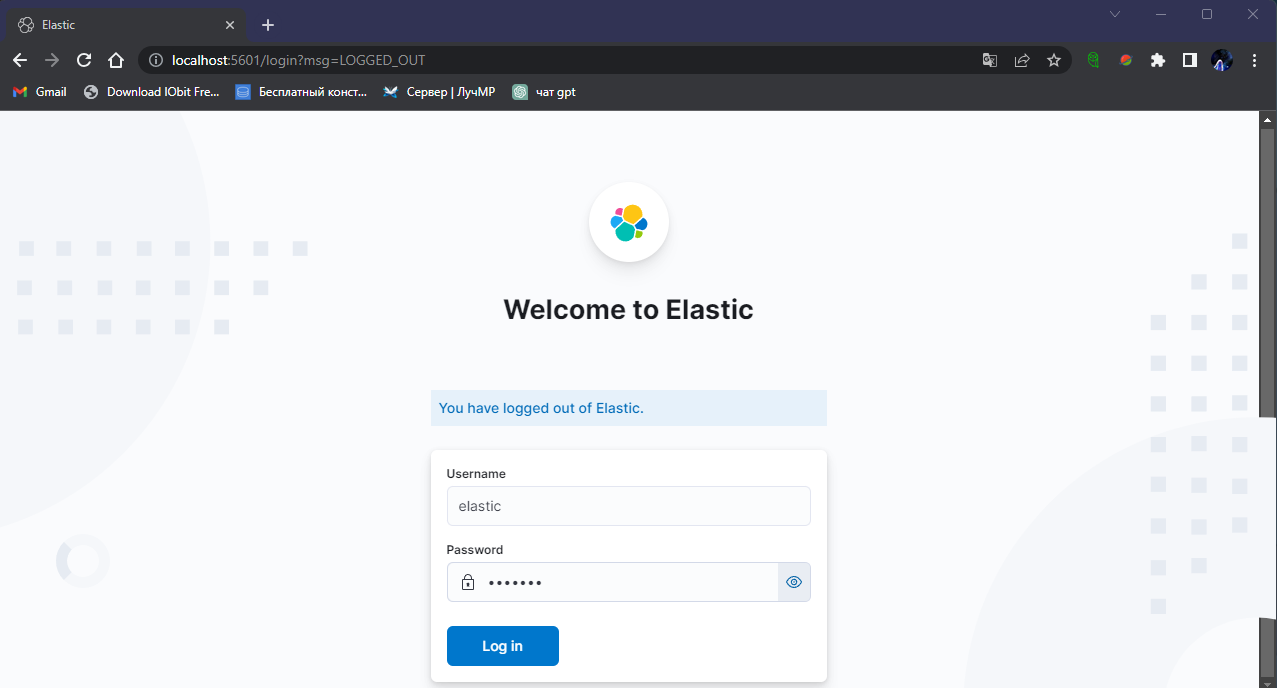 Elastic
localhost:5601/login?msg=LOGGED_OUT
Gmail Download IObit Fre... Бесплатный конст... Сервер | ЛучМР чат gpt
Welcome to Elastic
You have logged out of Elastic.
Username
elastic
Password
•••••••
Log in